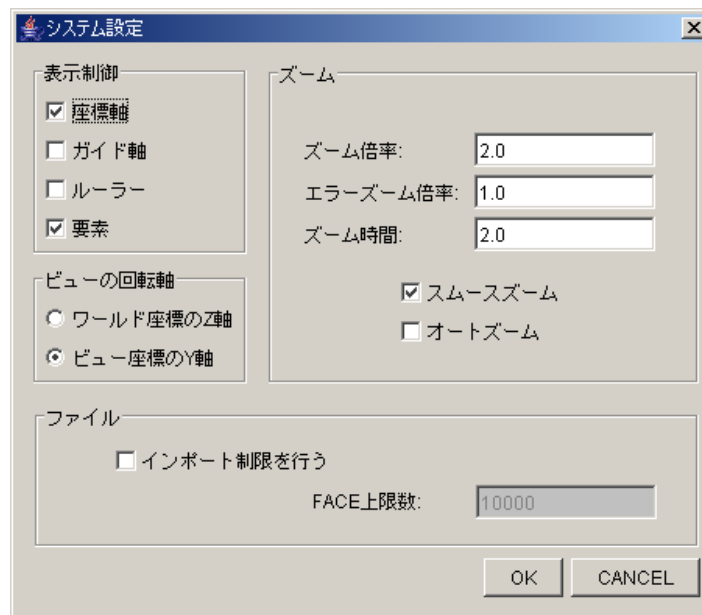 システム設定
表示制御
座標軸
ガイド軸
ルーラー
要素
ビューの回転軸
ワールド座標のZ軸
ビュー座標のY軸
ズーム
ズーム倍率: 2.0
エラーズーム倍率: 1.0
ズーム時間: 2.0
スムースズーム
オートズーム
ファイル
インポート制限を行う
FACE上限数: 10000
OK CANCEL